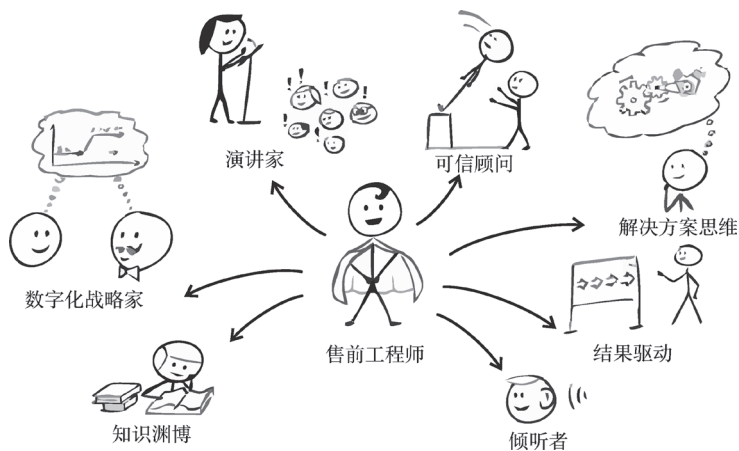 演讲家
可信顾问
解决方案思维
数字化战略家
售前工程师
结果驱动
知识渊博
倾听者